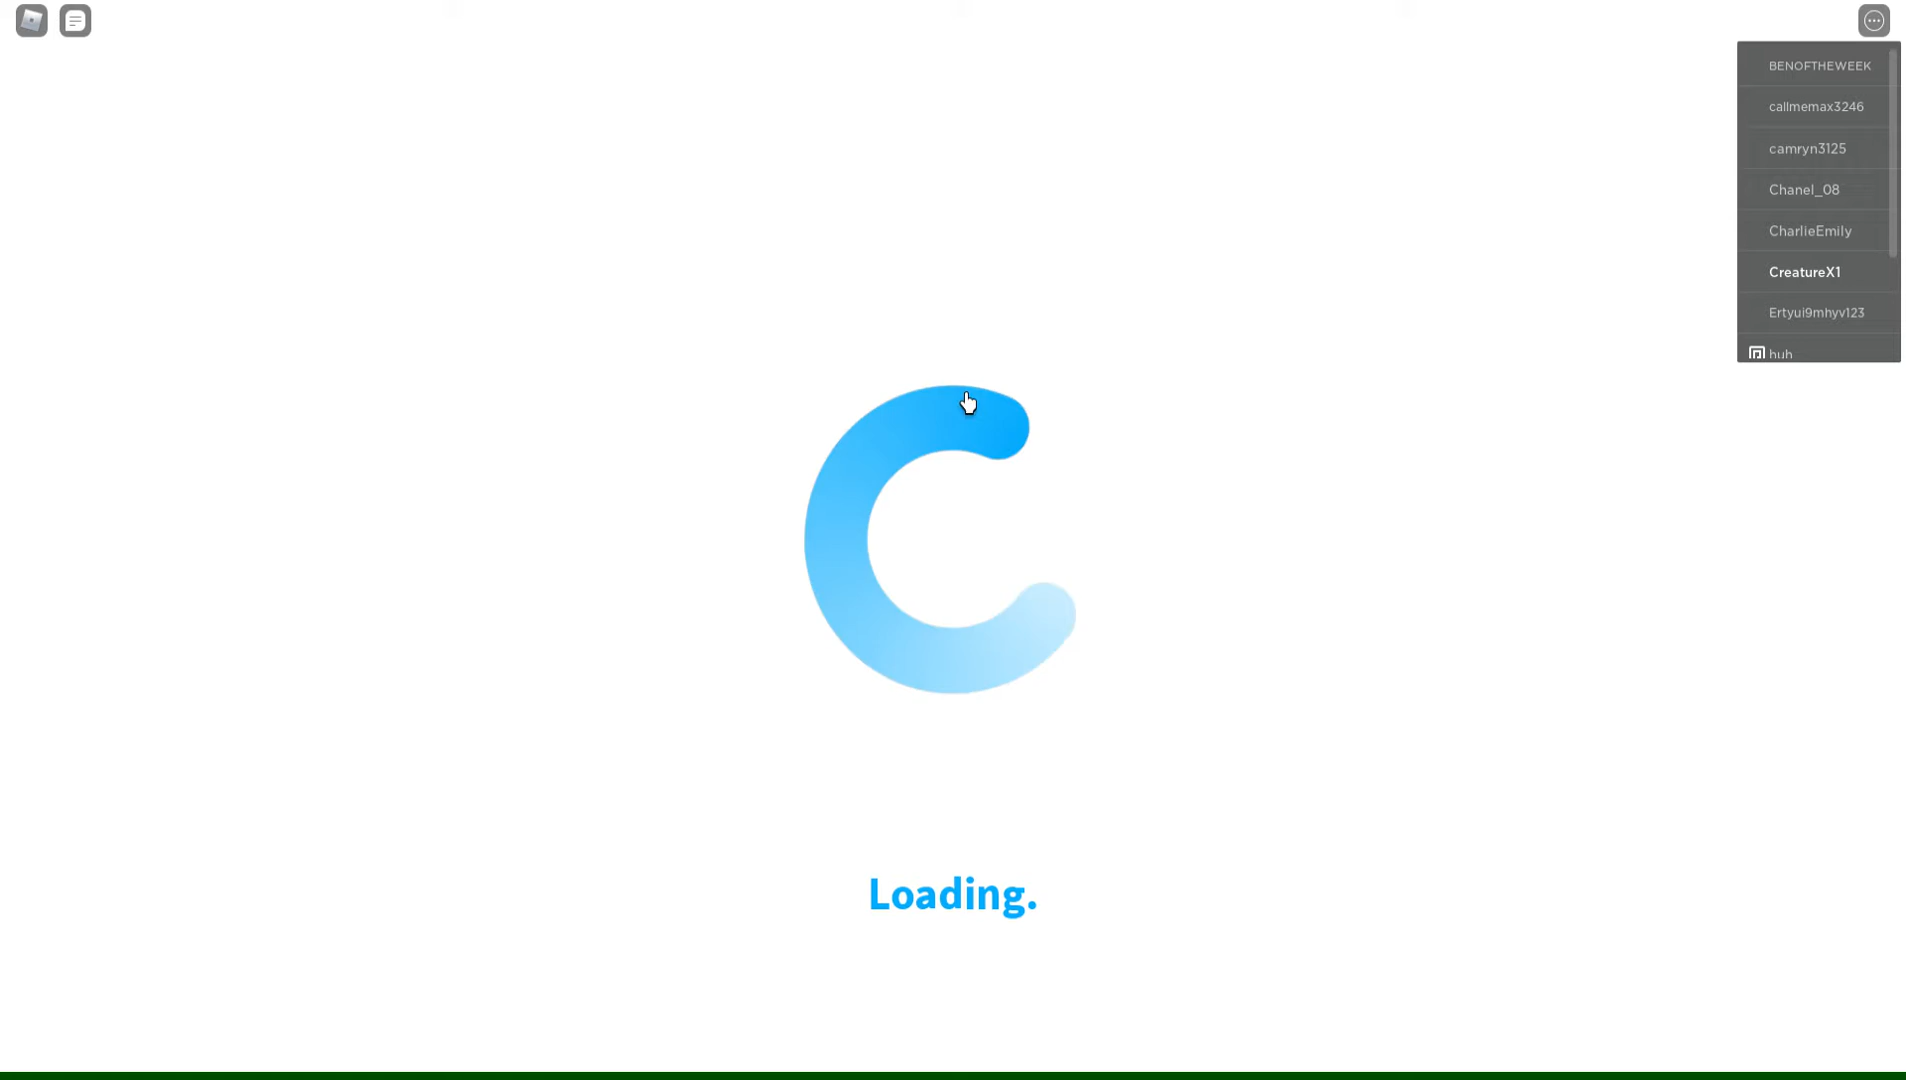 BENOFTHEWEEK
callmemax3246
camryn3125
Chanel_08
CharlieEmily
CreatureX1
Ertyui9mhyv123
huh
Loading.